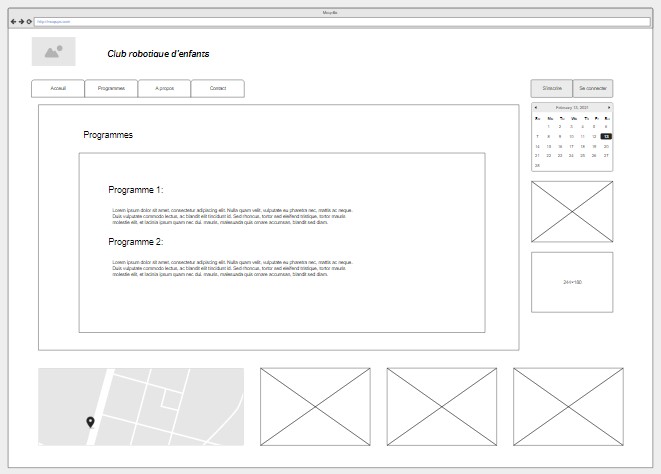 Mozilla
http://moqups.com
Club robotique d'enfants
Acceuil Programmes A propos Contact
S'inscrire Se connecter
February 13, 2021
Su Mo Tu We Th Fr Sa
1 2 3 4 5 6
7 8 9 10 11 12 13
14 15 16 17 18 19 20
21 22 23 24 25 26 27
28
Programmes
Programme 1:
Lorem ipsum dolor sit amet, consectetur adipiscing elit. Nulla quam velit, vulputate eu pharetra nec, mattis ac neque.
Duis vulputate commodo lectus, ac blandit elit tincidunt id. Sed rhoncus, tortor sed eleifend tristique, tortor mauris
molestie elit, et lacinia ipsum quam nec dui. mauris, malesuada quis ornare accumsan, blandit sed diam.
Programme 2:
Lorem ipsum dolor sit amet, consectetur adipiscing elit. Nulla quam velit, vulputate eu pharetra nec, mattis ac neque.
Duis vulputate commodo lectus, ac blandit elit tincidunt id. Sed rhoncus, tortor sed eleifend tristique, tortor mauris
molestie elit, et lacinia ipsum quam nec dui. mauris, malesuada quis ornare accumsan, blandit sed diam.